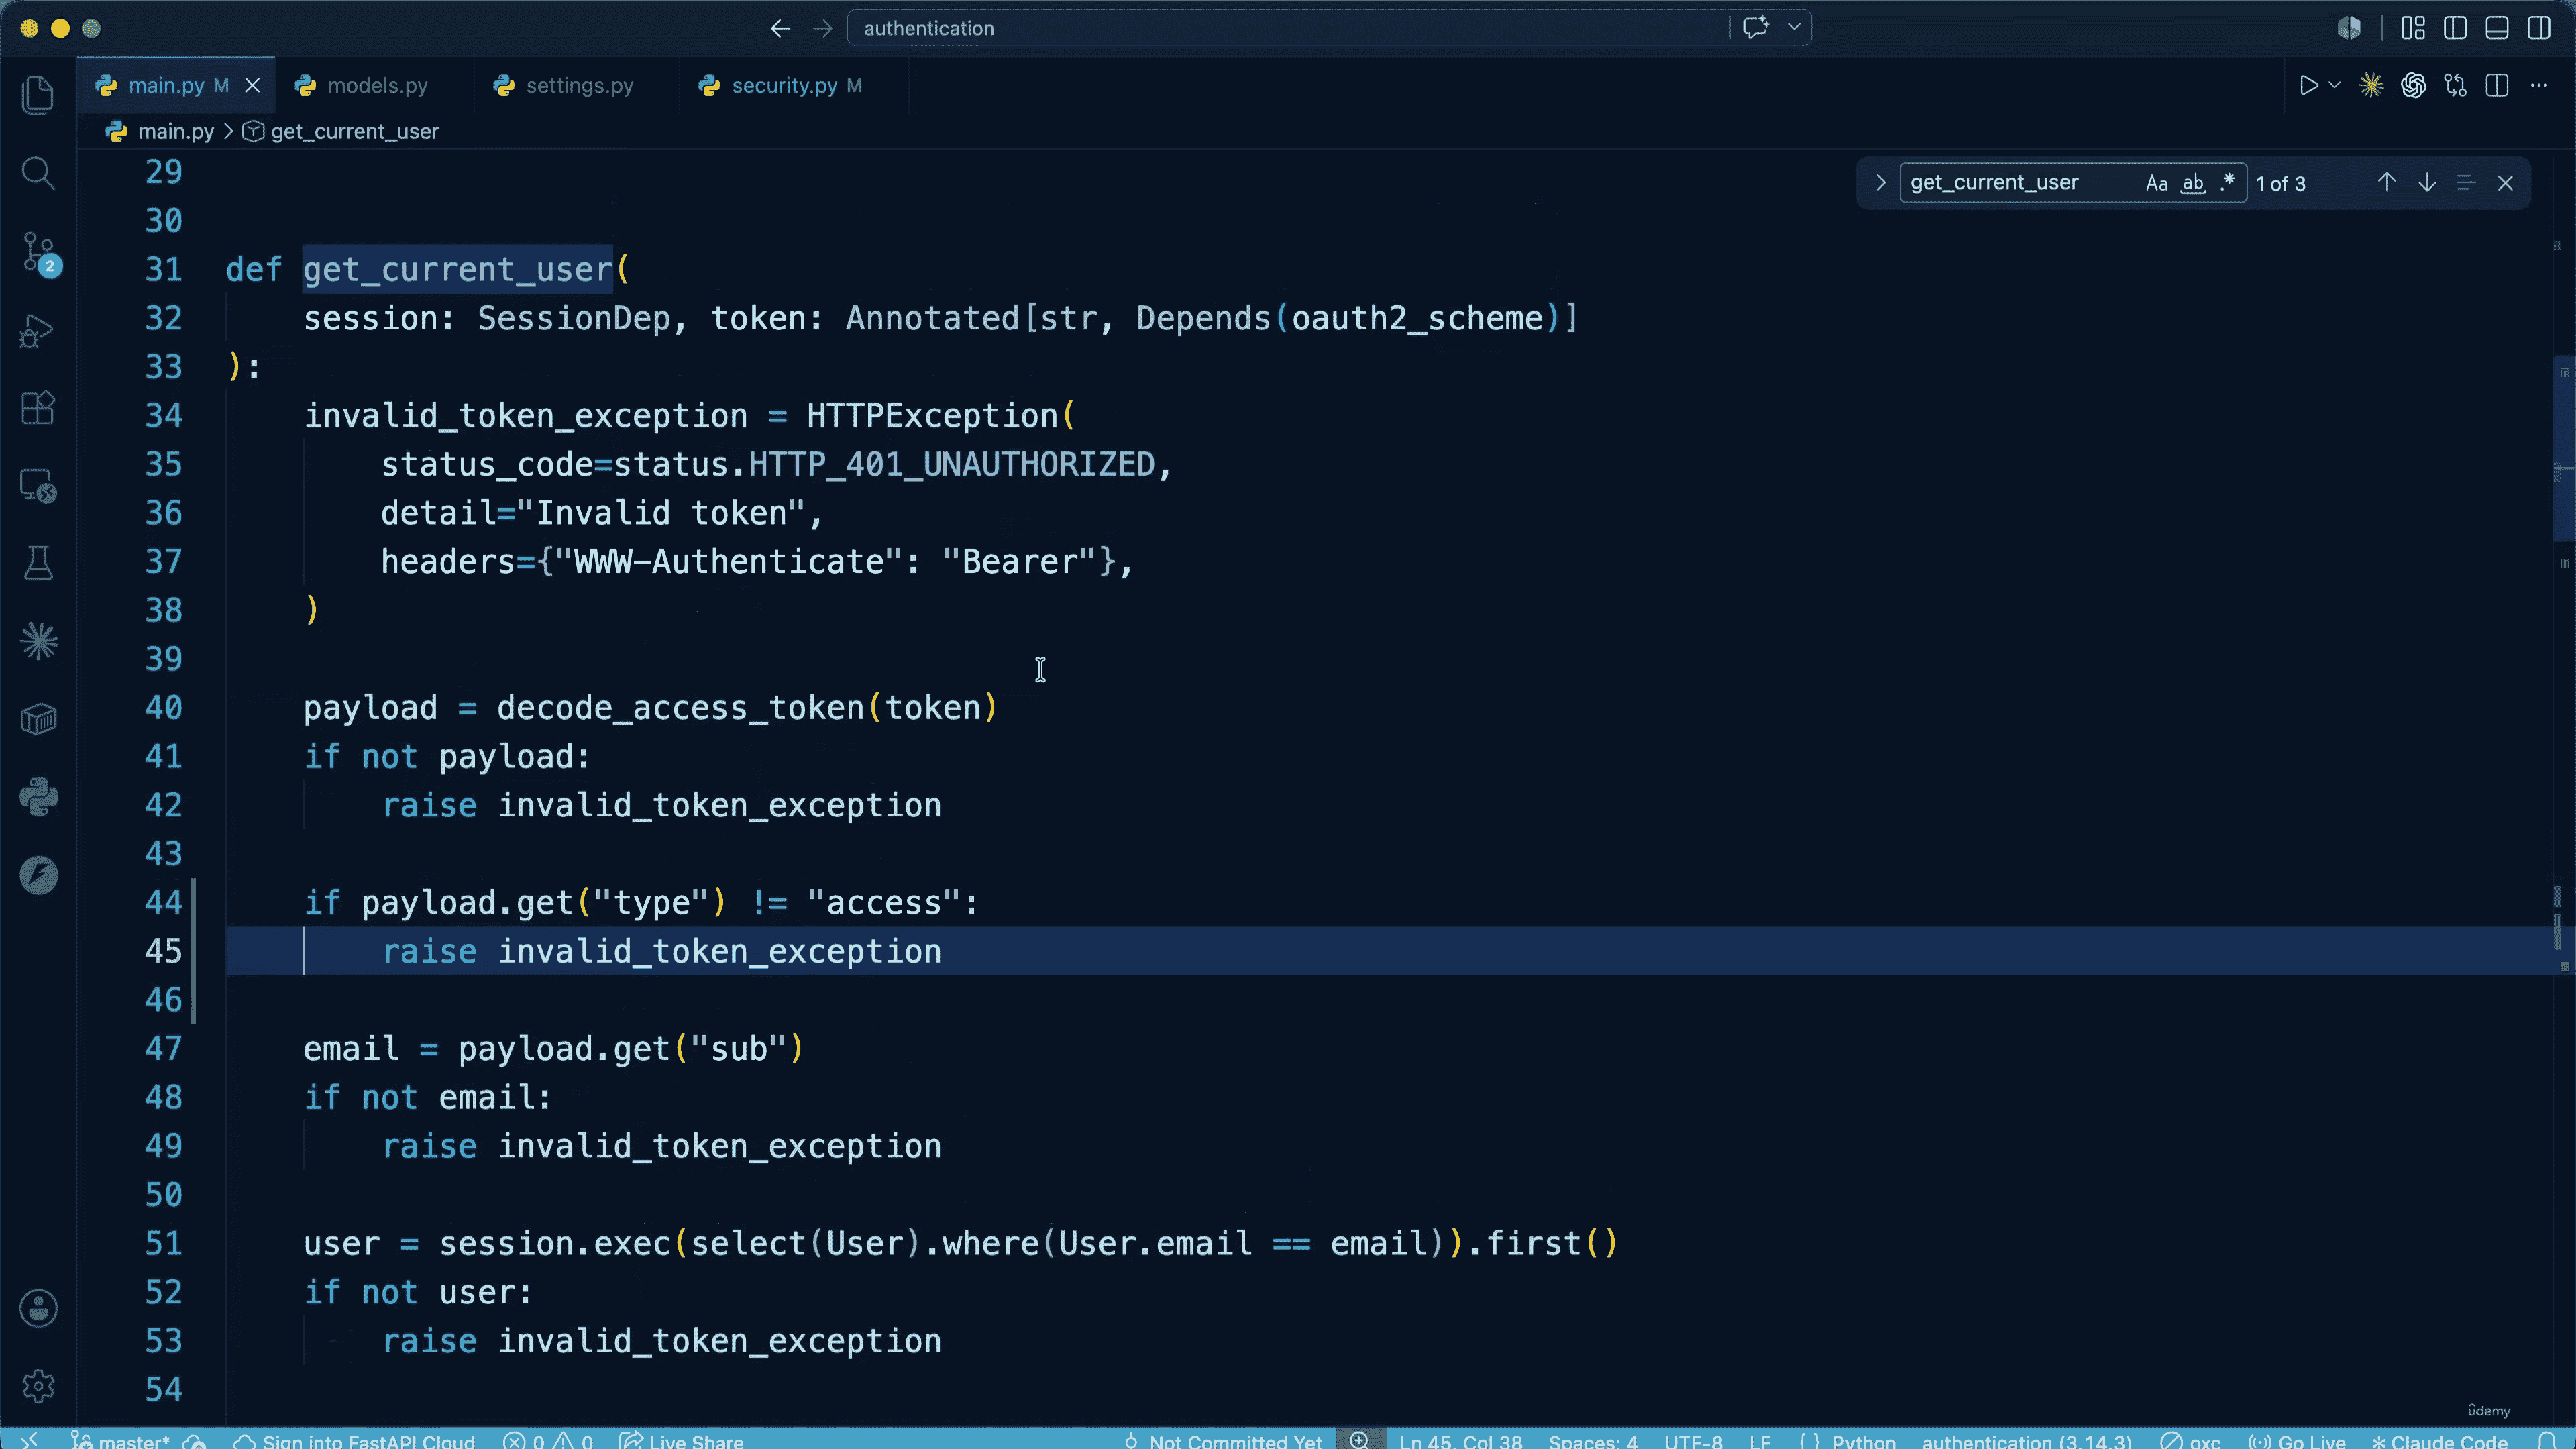 authentication
main.py M
models.py
settings.py
security.py M
main.py > get_current_user
get_current_user Aa ab .* 1 of 3
2
29
30
31 def get_current_user(
32 session: SessionDep, token: Annotated[str, Depends(oauth2_scheme)]
33 ):
34 invalid_token_exception = HTTPException(
35 status_code=status.HTTP_401_UNAUTHORIZED,
36 detail="Invalid token",
37 headers={"WWW-Authenticate": "Bearer"},
38 )
39
40 payload = decode_access_token(token)
41 if not payload:
42 raise invalid_token_exception
43
44 if payload.get("type") != "access":
45 raise invalid_token_exception
46
47 email = payload.get("sub")
48 if not email:
49 raise invalid_token_exception
50
51 user = session.exec(select(User).where(User.email == email)).first()
52 if not user:
53 raise invalid_token_exception
54
ûdemy
master* Sign into FastAPI Cloud 0 0 Live Share Not Committed Yet Ln 45, Col 38 Spaces: 4 UTF-8 LF {} Python authentication (3.14.3) oxc Go Live Claude Code